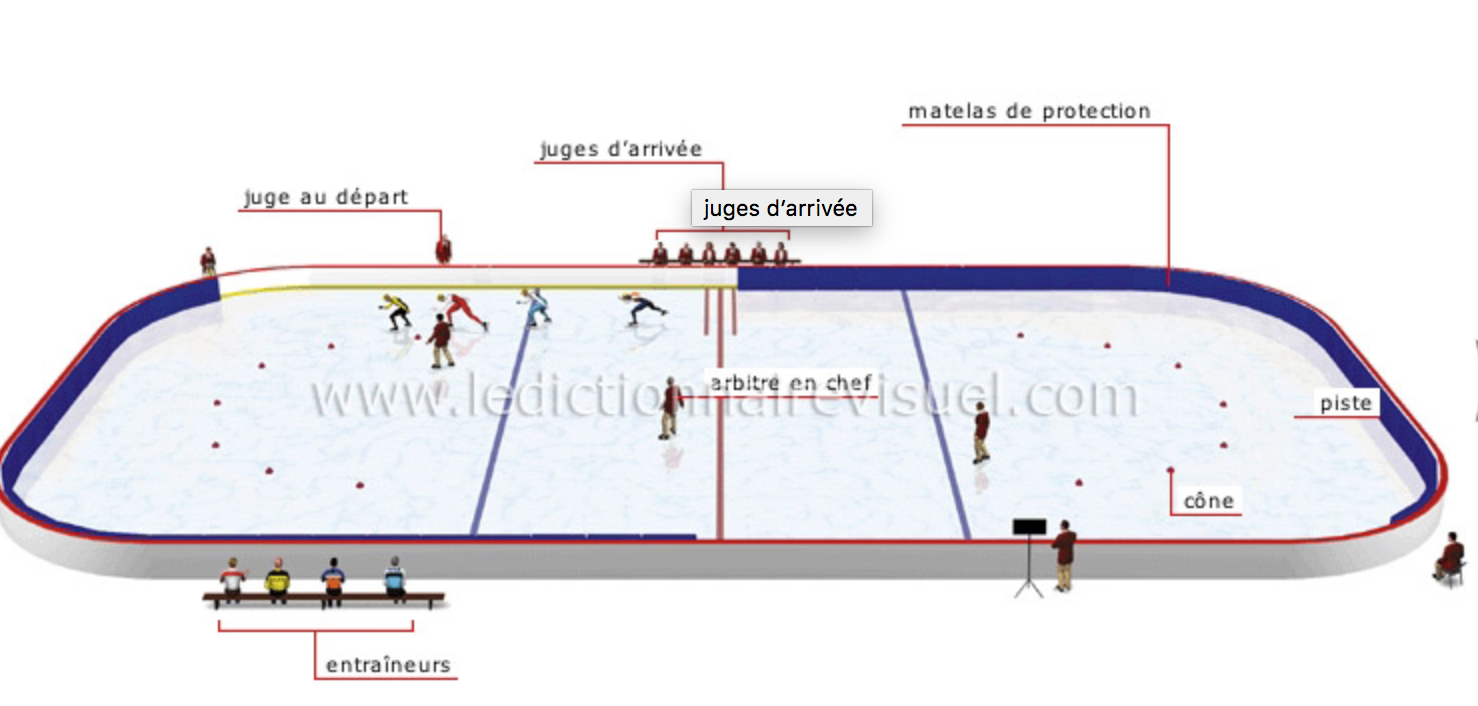 matelas de protection
juges d'arrivée
juge au départ
juges d'arrivée
www.ledictionnairevisuel.com
arbitre en chef
piste
cône
entraîneurs